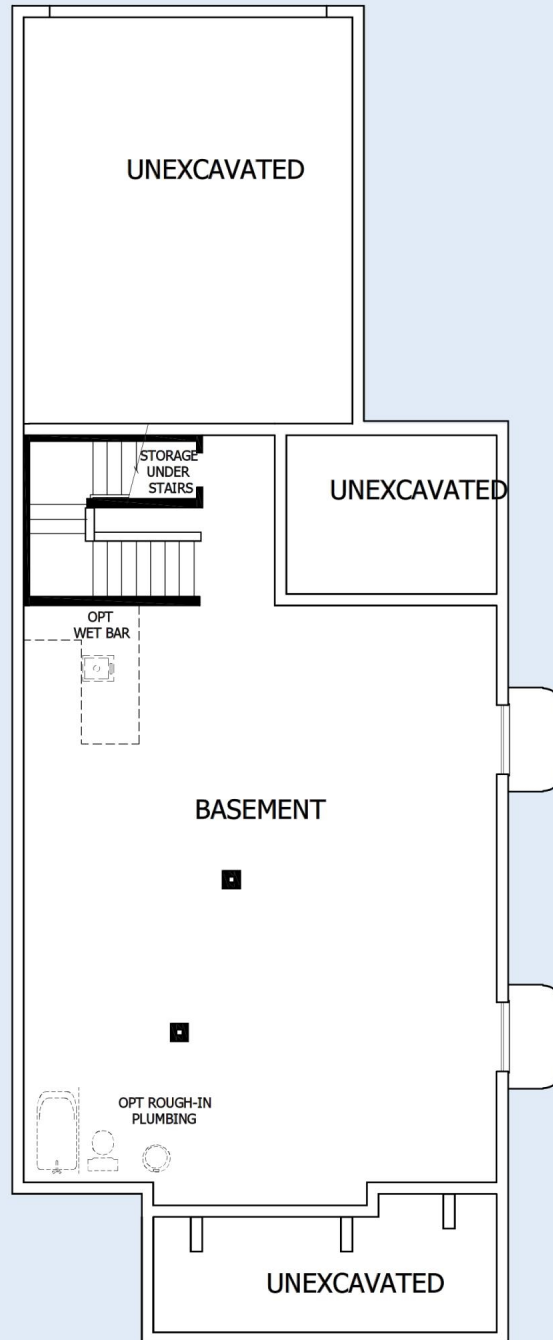 UNEXCAVATED
STORAGE
UNDER
STAIRS
UNEXCAVATED
OPT
WET BAR
BASEMENT
OPT ROUGH-IN
PLUMBING
UNEXCAVATED